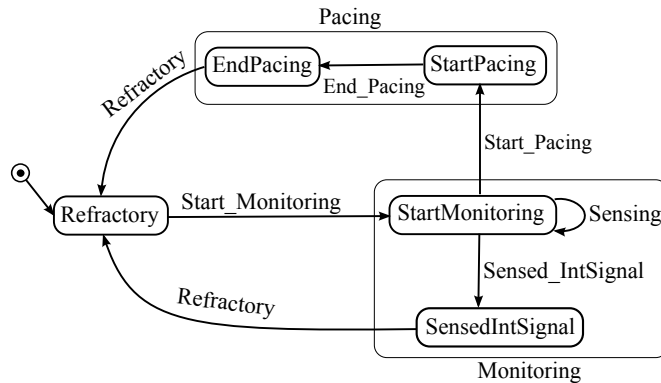 Pacing
EndPacing
StartPacing
End_Pacing
Refractory
Start_Pacing
Refractory
Start_Monitoring
StartMonitoring
Sensing
Sensed_IntSignal
Refractory
SensedIntSignal
Monitoring